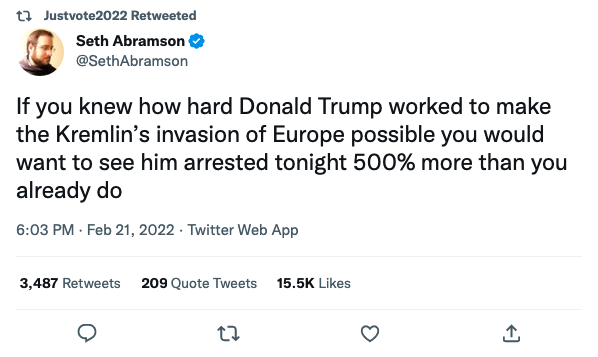 Justvote2022 Retweeted
Seth Abramson
@SethAbramson
If you knew how hard Donald Trump worked to make
the Kremlin’s invasion of Europe possible you would
want to see him arrested tonight 500% more than you
already do
6:03 PM · Feb 21, 2022 · Twitter Web App
3,487 Retweets 209 Quote Tweets 15.5K Likes